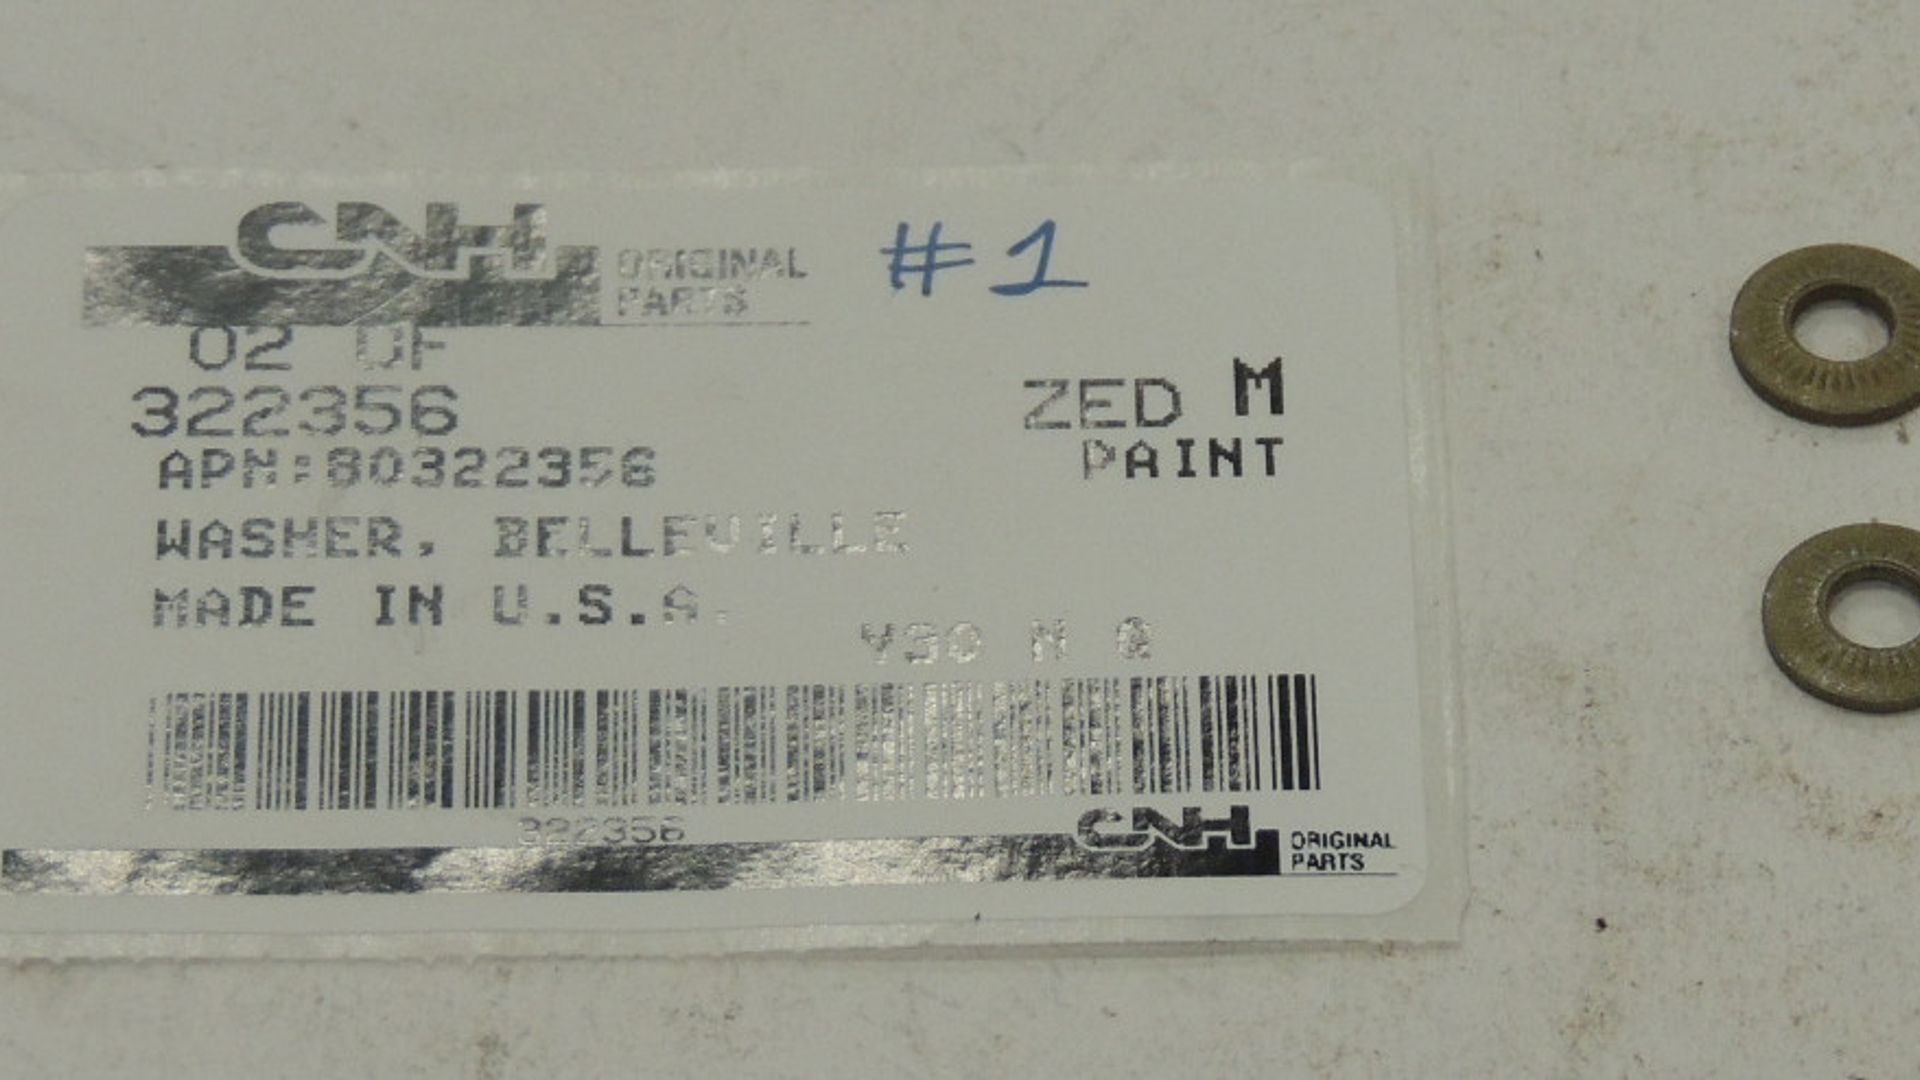 CNH ORIGINAL PARTS #1
02 OF
322356 ZED M
APN:80322356 PAINT
WASHER, BELLEVILLE
MADE IN U.S.A.
Y30 N Q
322356
CNH ORIGINAL PARTS